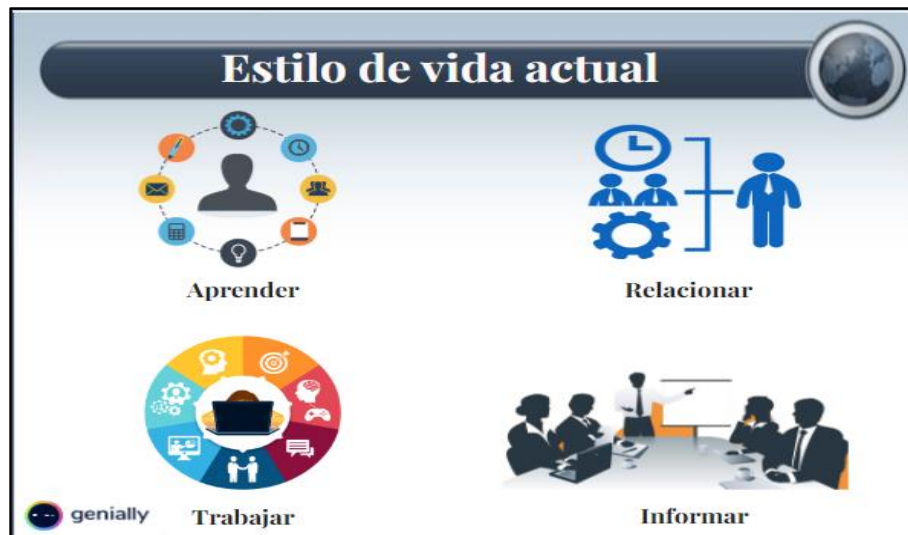 Estilo de vida actual
Aprender
Relacionar
Trabajar
Informar
genially